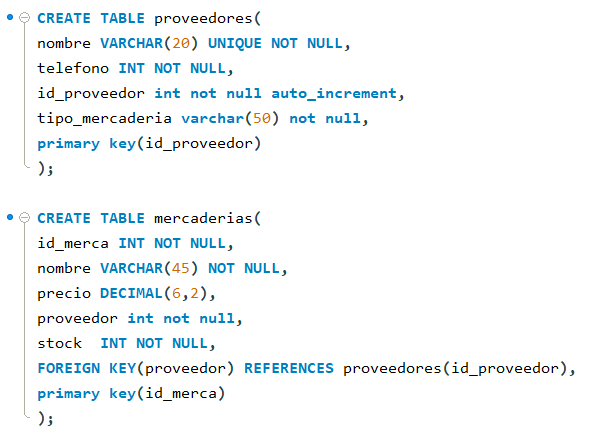 CREATE TABLE proveedores(
nombre VARCHAR(20) UNIQUE NOT NULL,
telefono INT NOT NULL,
id_proveedor int not null auto_increment,
tipo_mercaderia varchar(50) not null,
primary key(id_proveedor)
);
CREATE TABLE mercaderias(
id_merca INT NOT NULL,
nombre VARCHAR(45) NOT NULL,
precio DECIMAL(6,2),
proveedor int not null,
stock  INT NOT NULL,
FOREIGN KEY(proveedor) REFERENCES proveedores(id_proveedor),
primary key(id_merca)
);